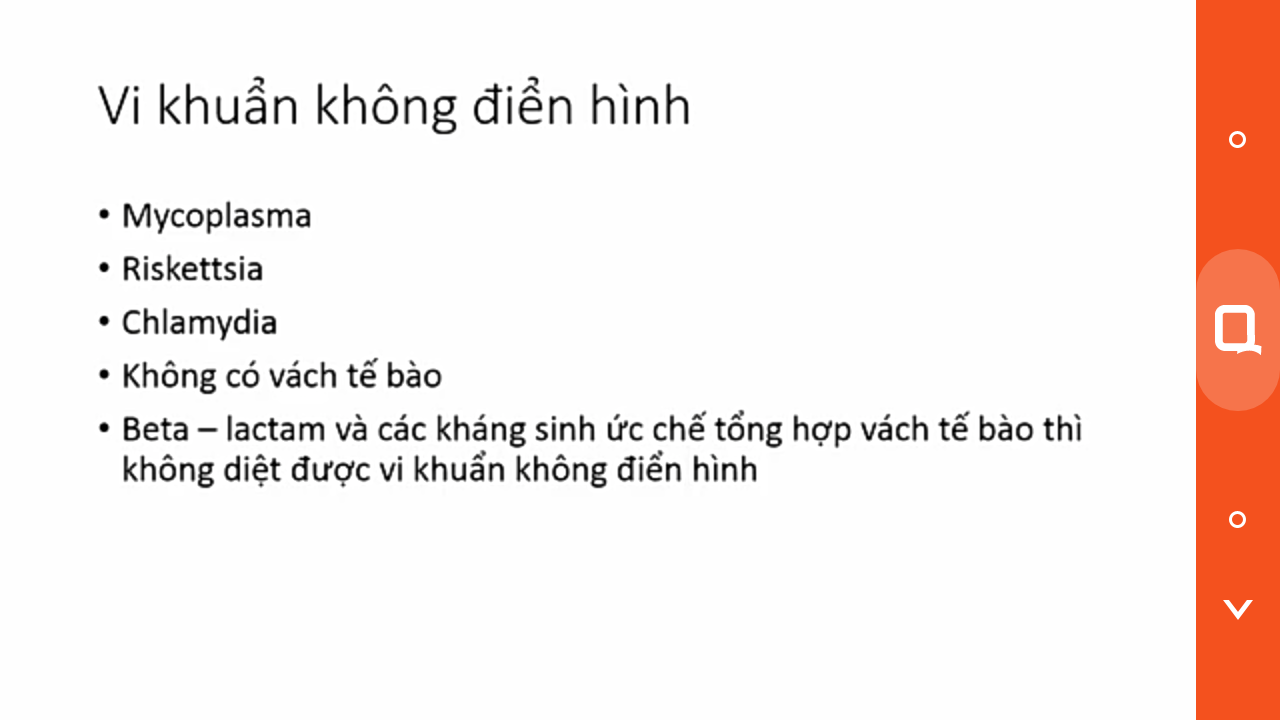 Vi khuẩn không điển hình
• Mycoplasma
• Riskettsia
• Chlamydia
• Không có vách tế bào
• Beta – lactam và các kháng sinh ức chế tổng hợp vách tế bào thì
không diệt được vi khuẩn không điển hình